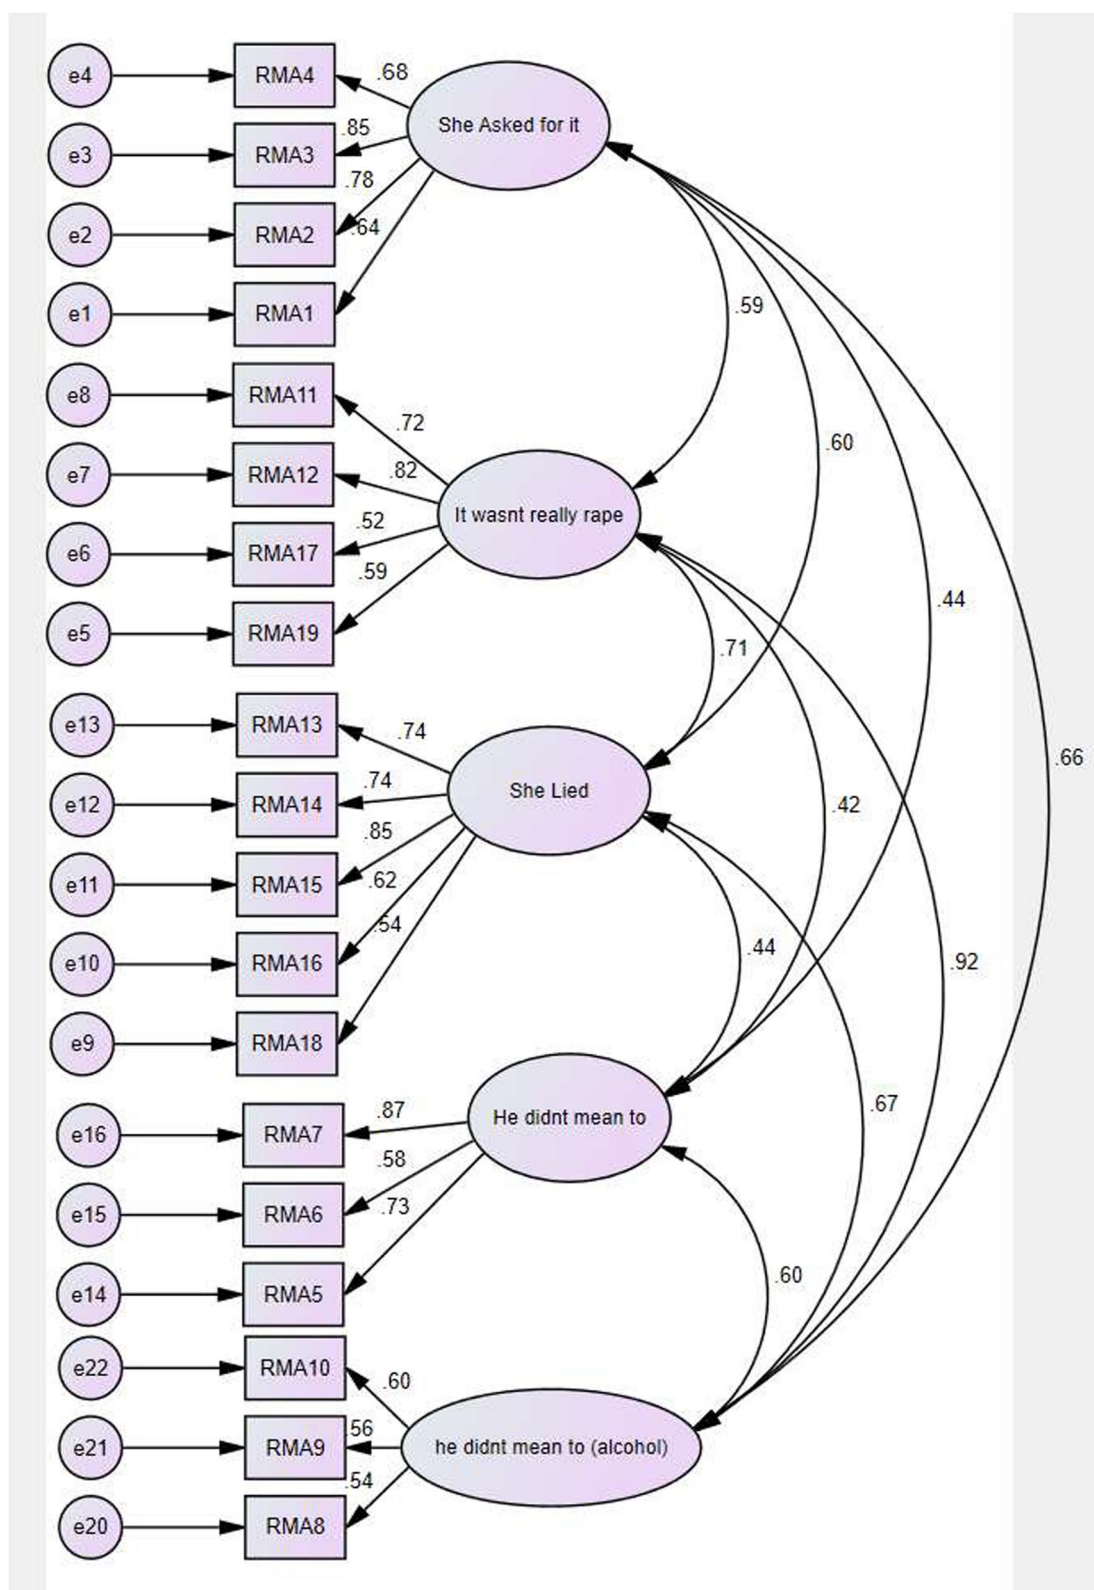 e4 RMA4 .68
She Asked for it
e3 RMA3 .85
.78
e2 RMA2 .64
e1 RMA1
.59
e8 RMA11 .72
.60
e7 RMA12 .82
It wasnt really rape
e6 RMA17 .52
.59
.44
e5 RMA19
.71
e13 RMA13 .74
.66
She Lied
e12 RMA14 .74
.42
.85
e11 RMA15 .62
.54
.44
e10 RMA16
.92
e9 RMA18
.67
e16 RMA7 .87
He didnt mean to
.58
e15 RMA6 .73
.60
e14 RMA5
e22 RMA10 .60
.56
e21 RMA9
he didnt mean to (alcohol)
.54
e20 RMA8